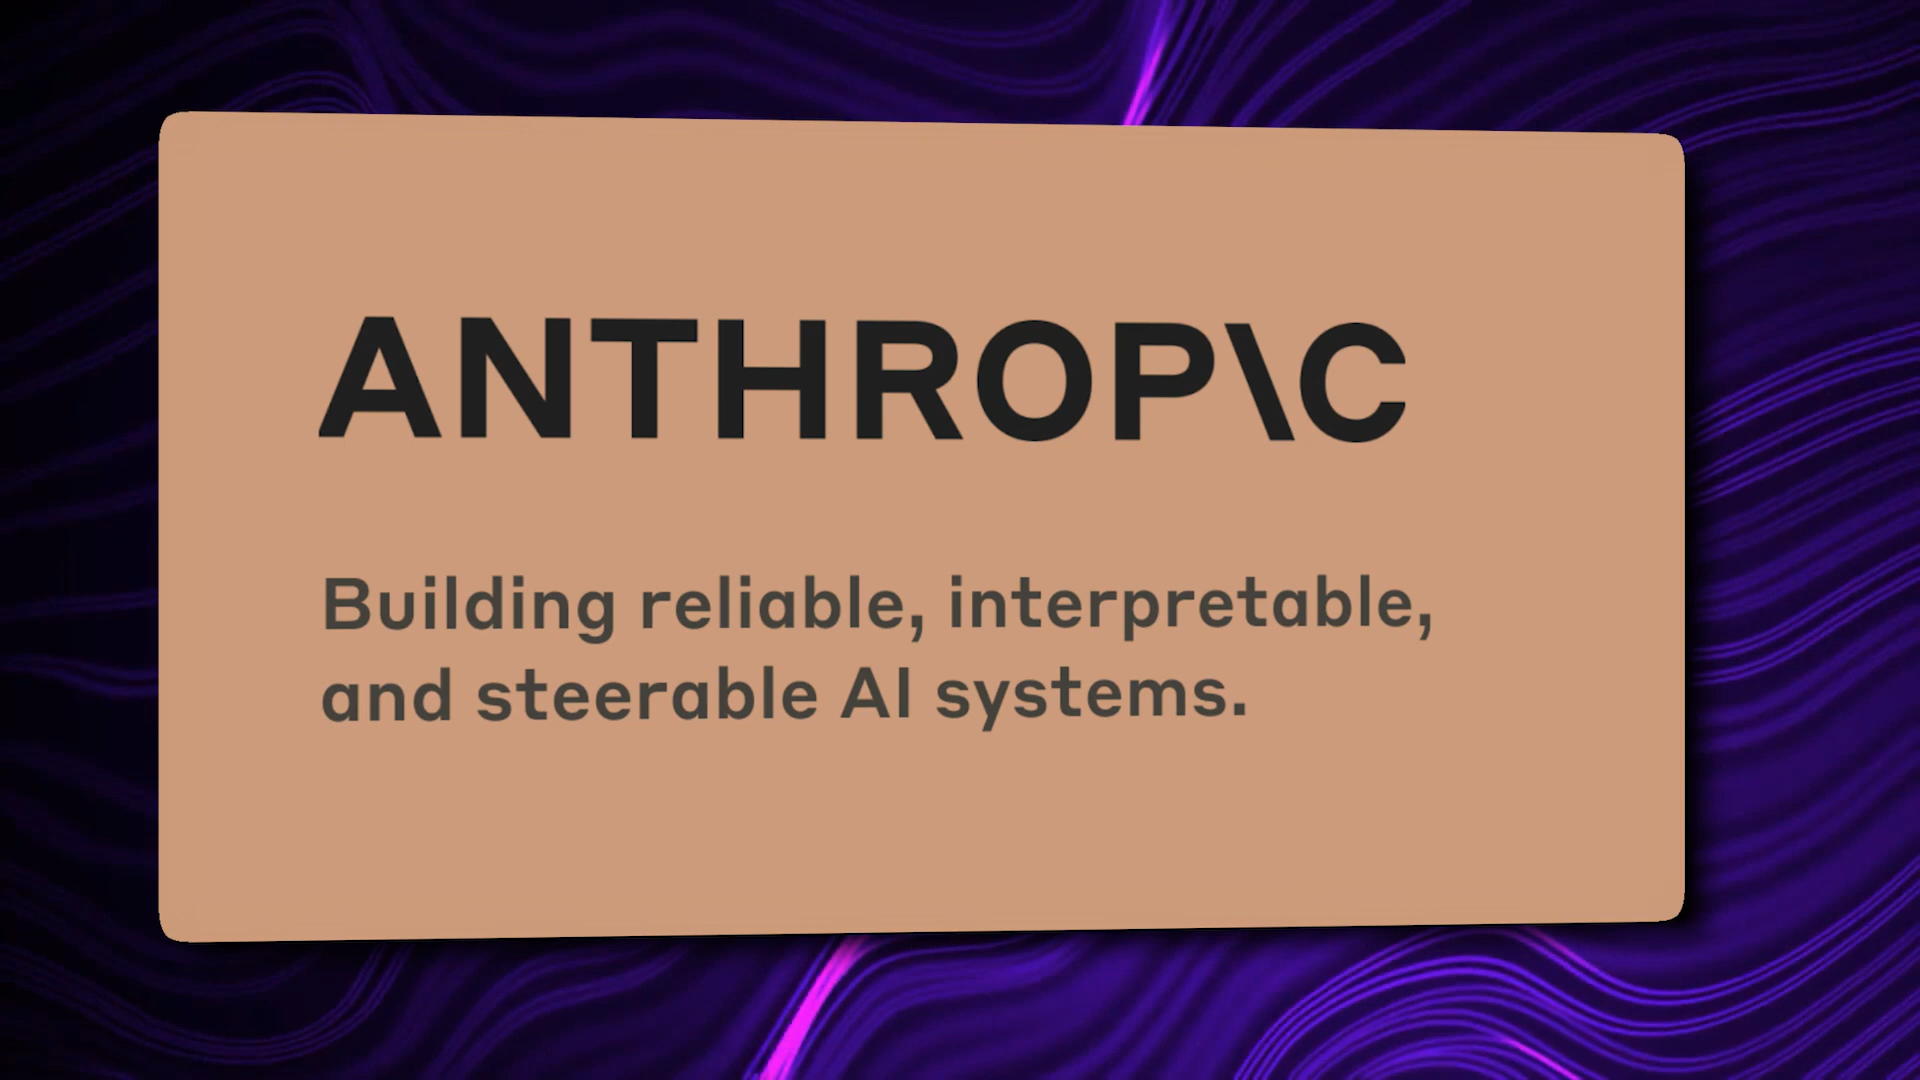 ANTHROP\C
Building reliable, interpretable,
and steerable AI systems.